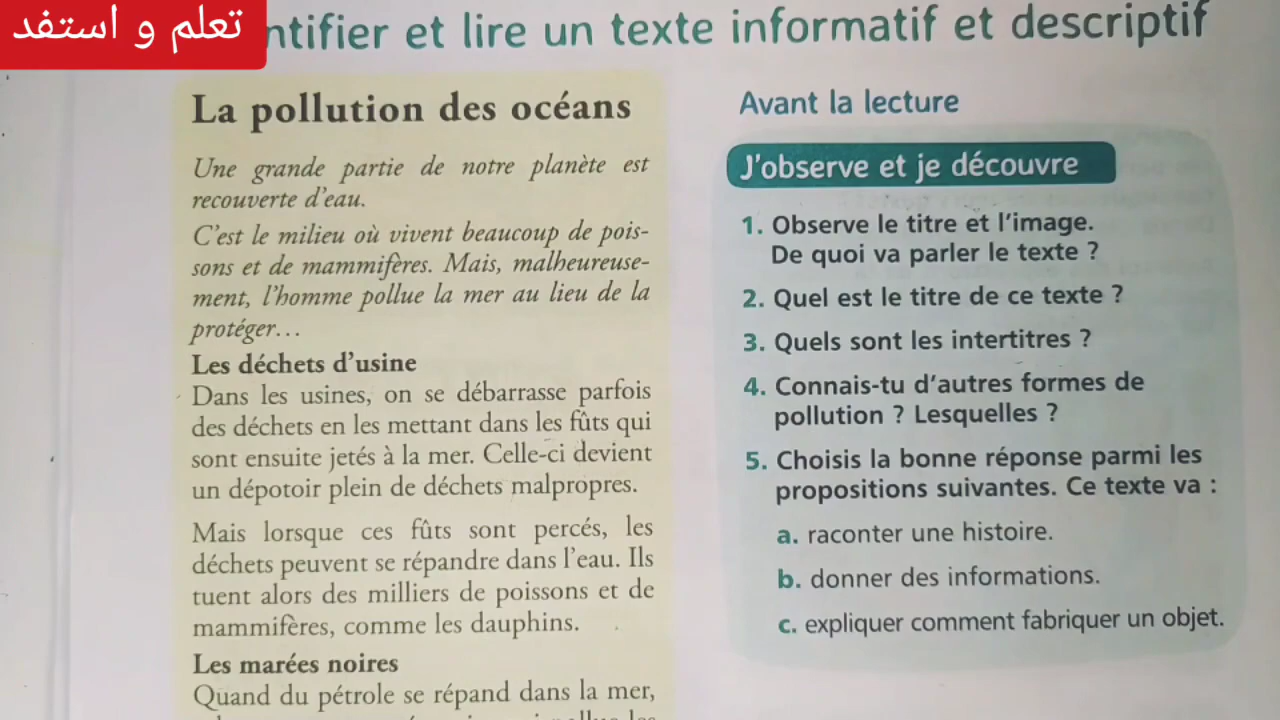 تعلم و استفد
ntifier et lire un texte informatif et descriptif
La pollution des océans
Une grande partie de notre planète est
recouverte d'eau.
C'est le milieu où vivent beaucoup de pois-
sons et de mammifères. Mais, malheureuse-
ment, l'homme pollue la mer au lieu de la
protéger...
Les déchets d'usine
Dans les usines, on se débarrasse parfois
des déchets en les mettant dans les fûts qui
sont ensuite jetés à la mer. Celle-ci devient
un dépotoir plein de déchets malpropres.
Mais lorsque ces fûts sont percés, les
déchets peuvent se répandre dans l'eau. Ils
tuent alors des milliers de poissons et de
mammifères, comme les dauphins.
Les marées noires
Quand du pétrole se répand dans la mer,
Avant la lecture
J'observe et je découvre
1. Observe le titre et l'image.
De quoi va parler le texte ?
2. Quel est le titre de ce texte ?
3. Quels sont les intertitres ?
4. Connais-tu d'autres formes de
pollution ? Lesquelles ?
5. Choisis la bonne réponse parmi les
propositions suivantes. Ce texte va :
a. raconter une histoire.
b. donner des informations.
c. expliquer comment fabriquer un objet.